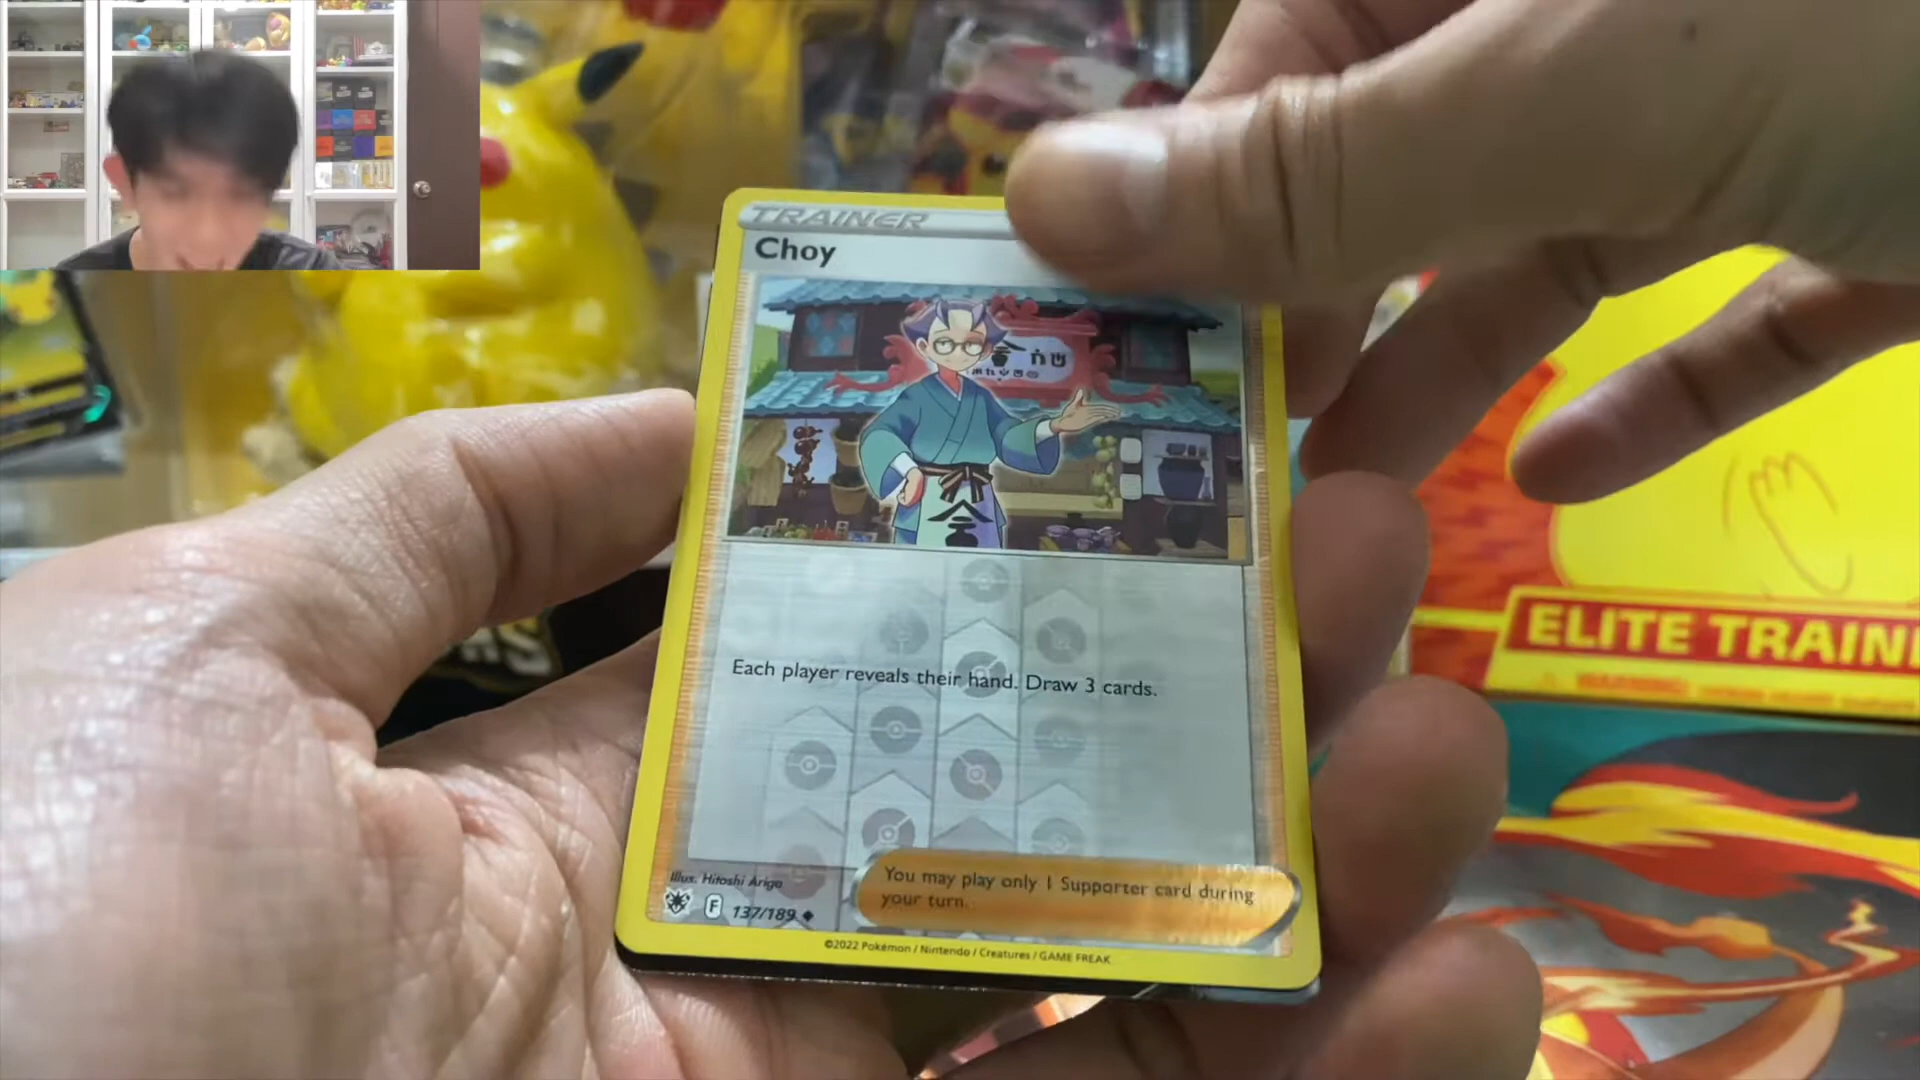 TRAINER
Choy
Each player reveals their hand. Draw 3 cards.
Illus. Hitoshi Ariga
F
137/189
You may play only 1 Supporter card during
your turn.
©2022 Pokémon / Nintendo / Creatures / GAME FREAK
ELITE TRAIN
WARNING: